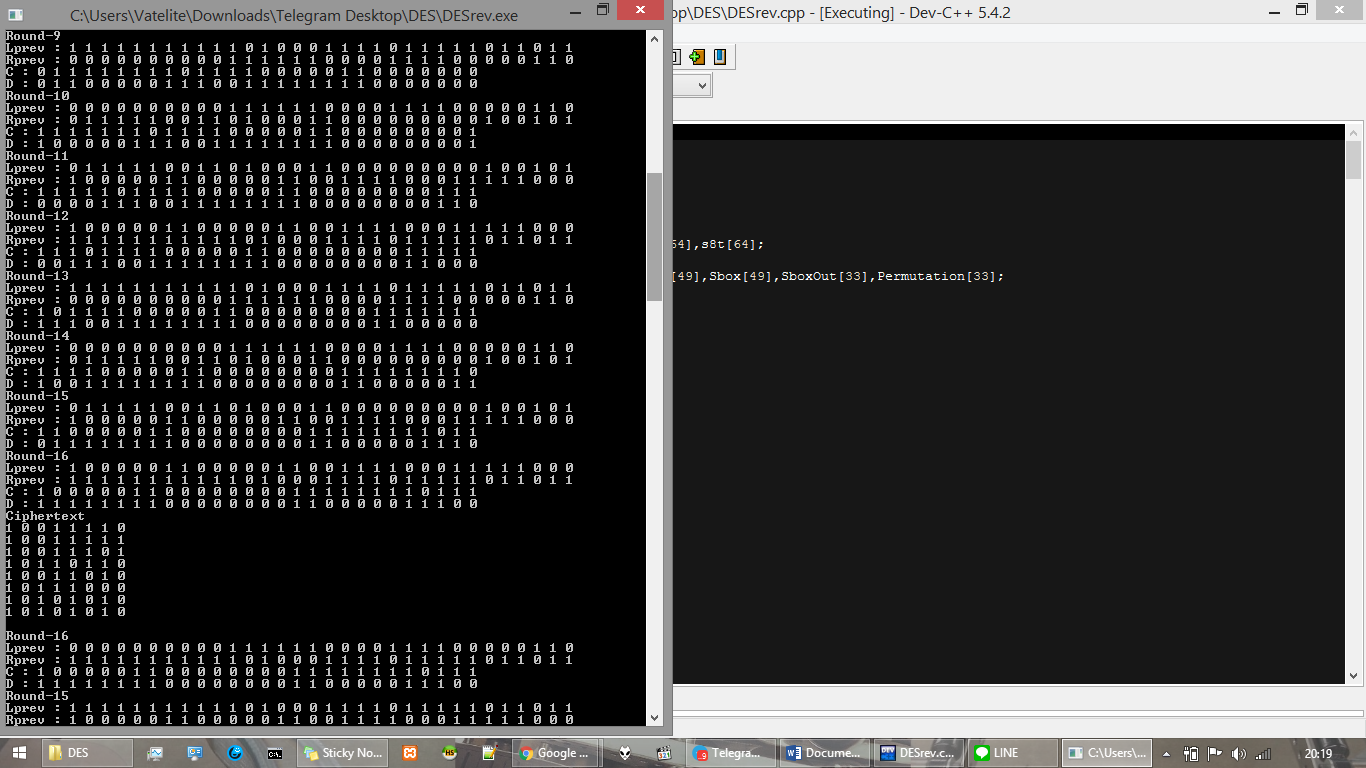 C:\Users\Vatelite\Downloads\Telegram Desktop\DES\DESrev.exe
op\DES\DESrev.cpp - [Executing] - Dev-C++ 5.4.2
Round-9
Lprev : 1 1 1 1 1 1 1 1 1 1 1 0 1 0 0 0 1 1 1 1 0 1 1 1 1 1 0 1 1 0 1 1
Rprev : 0 0 0 0 0 0 0 0 0 0 1 1 1 1 1 1 0 0 0 0 1 1 1 1 0 0 0 0 0 1 1 0
C : 0 1 1 1 1 1 1 1 1 0 1 1 1 1 0 0 0 0 0 1 1 0 0 0 0 0 0 0
D : 0 1 1 0 0 0 0 0 1 1 1 0 0 1 1 1 1 1 1 1 1 0 0 0 0 0 0 0
Round-10
Lprev : 0 0 0 0 0 0 0 0 0 0 1 1 1 1 1 1 0 0 0 0 1 1 1 1 0 0 0 0 0 1 1 0
Rprev : 0 1 1 1 1 1 0 0 1 1 0 1 0 0 0 1 1 0 0 0 0 0 0 0 0 0 1 0 0 1 0 1
C : 1 1 1 1 1 1 1 0 1 1 1 1 0 0 0 0 0 1 1 0 0 0 0 0 0 0 0 1
D : 1 0 0 0 0 0 1 1 1 0 0 1 1 1 1 1 1 1 1 0 0 0 0 0 0 0 0 1
Round-11
Lprev : 0 1 1 1 1 1 0 0 1 1 0 1 0 0 0 1 1 0 0 0 0 0 0 0 0 0 1 0 0 1 0 1
Rprev : 1 0 0 0 0 0 1 1 0 0 0 0 0 1 1 0 0 1 1 1 1 0 0 0 1 1 1 1 1 0 0 0
C : 1 1 1 1 1 0 1 1 1 1 0 0 0 0 0 1 1 0 0 0 0 0 0 0 0 1 1 1
D : 0 0 0 0 1 1 1 0 0 1 1 1 1 1 1 1 1 0 0 0 0 0 0 0 0 1 1 0
Round-12
Lprev : 1 0 0 0 0 0 1 1 0 0 0 0 0 1 1 0 0 1 1 1 1 0 0 0 1 1 1 1 1 0 0 0
Rprev : 1 1 1 1 1 1 1 1 1 1 1 0 1 0 0 0 1 1 1 1 0 1 1 1 1 1 0 1 1 0 1 1
C : 1 1 1 0 1 1 1 1 0 0 0 0 0 1 1 0 0 0 0 0 0 0 0 1 1 1 1 1
D : 0 0 1 1 1 0 0 1 1 1 1 1 1 1 1 0 0 0 0 0 0 0 0 1 1 0 0 0
Round-13
Lprev : 1 1 1 1 1 1 1 1 1 1 1 0 1 0 0 0 1 1 1 1 0 1 1 1 1 1 0 1 1 0 1 1
Rprev : 0 0 0 0 0 0 0 0 0 0 1 1 1 1 1 1 0 0 0 0 1 1 1 1 0 0 0 0 0 1 1 0
C : 1 0 1 1 1 1 0 0 0 0 0 1 1 0 0 0 0 0 0 0 0 1 1 1 1 1 1 1
D : 1 1 1 0 0 1 1 1 1 1 1 1 1 0 0 0 0 0 0 0 0 1 1 0 0 0 0 0
Round-14
Lprev : 0 0 0 0 0 0 0 0 0 0 1 1 1 1 1 1 0 0 0 0 1 1 1 1 0 0 0 0 0 1 1 0
Rprev : 0 1 1 1 1 1 0 0 1 1 0 1 0 0 0 1 1 0 0 0 0 0 0 0 0 0 1 0 0 1 0 1
C : 1 1 1 1 0 0 0 0 0 1 1 0 0 0 0 0 0 0 0 1 1 1 1 1 1 1 1 0
D : 1 0 0 1 1 1 1 1 1 1 1 0 0 0 0 0 0 0 0 1 1 0 0 0 0 0 1 1
Round-15
Lprev : 0 1 1 1 1 1 0 0 1 1 0 1 0 0 0 1 1 0 0 0 0 0 0 0 0 0 1 0 0 1 0 1
Rprev : 1 0 0 0 0 0 1 1 0 0 0 0 0 1 1 0 0 1 1 1 1 0 0 0 1 1 1 1 1 0 0 0
C : 1 1 0 0 0 0 0 1 1 0 0 0 0 0 0 0 0 1 1 1 1 1 1 1 1 0 1 1
D : 0 1 1 1 1 1 1 1 1 0 0 0 0 0 0 0 0 1 1 0 0 0 0 0 1 1 1 0
Round-16
Lprev : 1 0 0 0 0 0 1 1 0 0 0 0 0 1 1 0 0 1 1 1 1 0 0 0 1 1 1 1 1 0 0 0
Rprev : 1 1 1 1 1 1 1 1 1 1 1 0 1 0 0 0 1 1 1 1 0 1 1 1 1 1 0 1 1 0 1 1
C : 1 0 0 0 0 0 1 1 0 0 0 0 0 0 0 0 1 1 1 1 1 1 1 1 0 1 1 1
D : 1 1 1 1 1 1 1 1 0 0 0 0 0 0 0 0 1 1 0 0 0 0 0 1 1 1 0 0
Ciphertext
1 0 0 1 1 1 1 0
1 0 0 1 1 1 1 1
1 0 0 1 1 1 0 1
1 0 1 1 0 1 1 0
1 0 0 1 1 0 1 0
1 0 1 1 1 0 0 0
1 0 1 0 1 0 1 0
1 0 1 0 1 0 1 0
Round-16
Lprev : 0 0 0 0 0 0 0 0 0 0 1 1 1 1 1 1 0 0 0 0 1 1 1 1 0 0 0 0 0 1 1 0
Rprev : 1 1 1 1 1 1 1 1 1 1 1 0 1 0 0 0 1 1 1 1 0 1 1 1 1 1 0 1 1 0 1 1
C : 1 0 0 0 0 0 1 1 0 0 0 0 0 0 0 0 1 1 1 1 1 1 1 1 0 1 1 1
D : 1 1 1 1 1 1 1 1 0 0 0 0 0 0 0 0 1 1 0 0 0 0 0 1 1 1 0 0
Round-15
Lprev : 1 1 1 1 1 1 1 1 1 1 1 0 1 0 0 0 1 1 1 1 0 1 1 1 1 1 0 1 1 0 1 1
Rprev : 1 0 0 0 0 0 1 1 0 0 0 0 0 1 1 0 0 1 1 1 1 0 0 0 1 1 1 1 1 0 0 0
64],s8t[64];
[49],Sbox[49],SboxOut[33],Permutation[33];
DES
Sticky No...
Google ...
Telegra...
Docume...
DESrev.c...
LINE
C:\Users\...
20:19